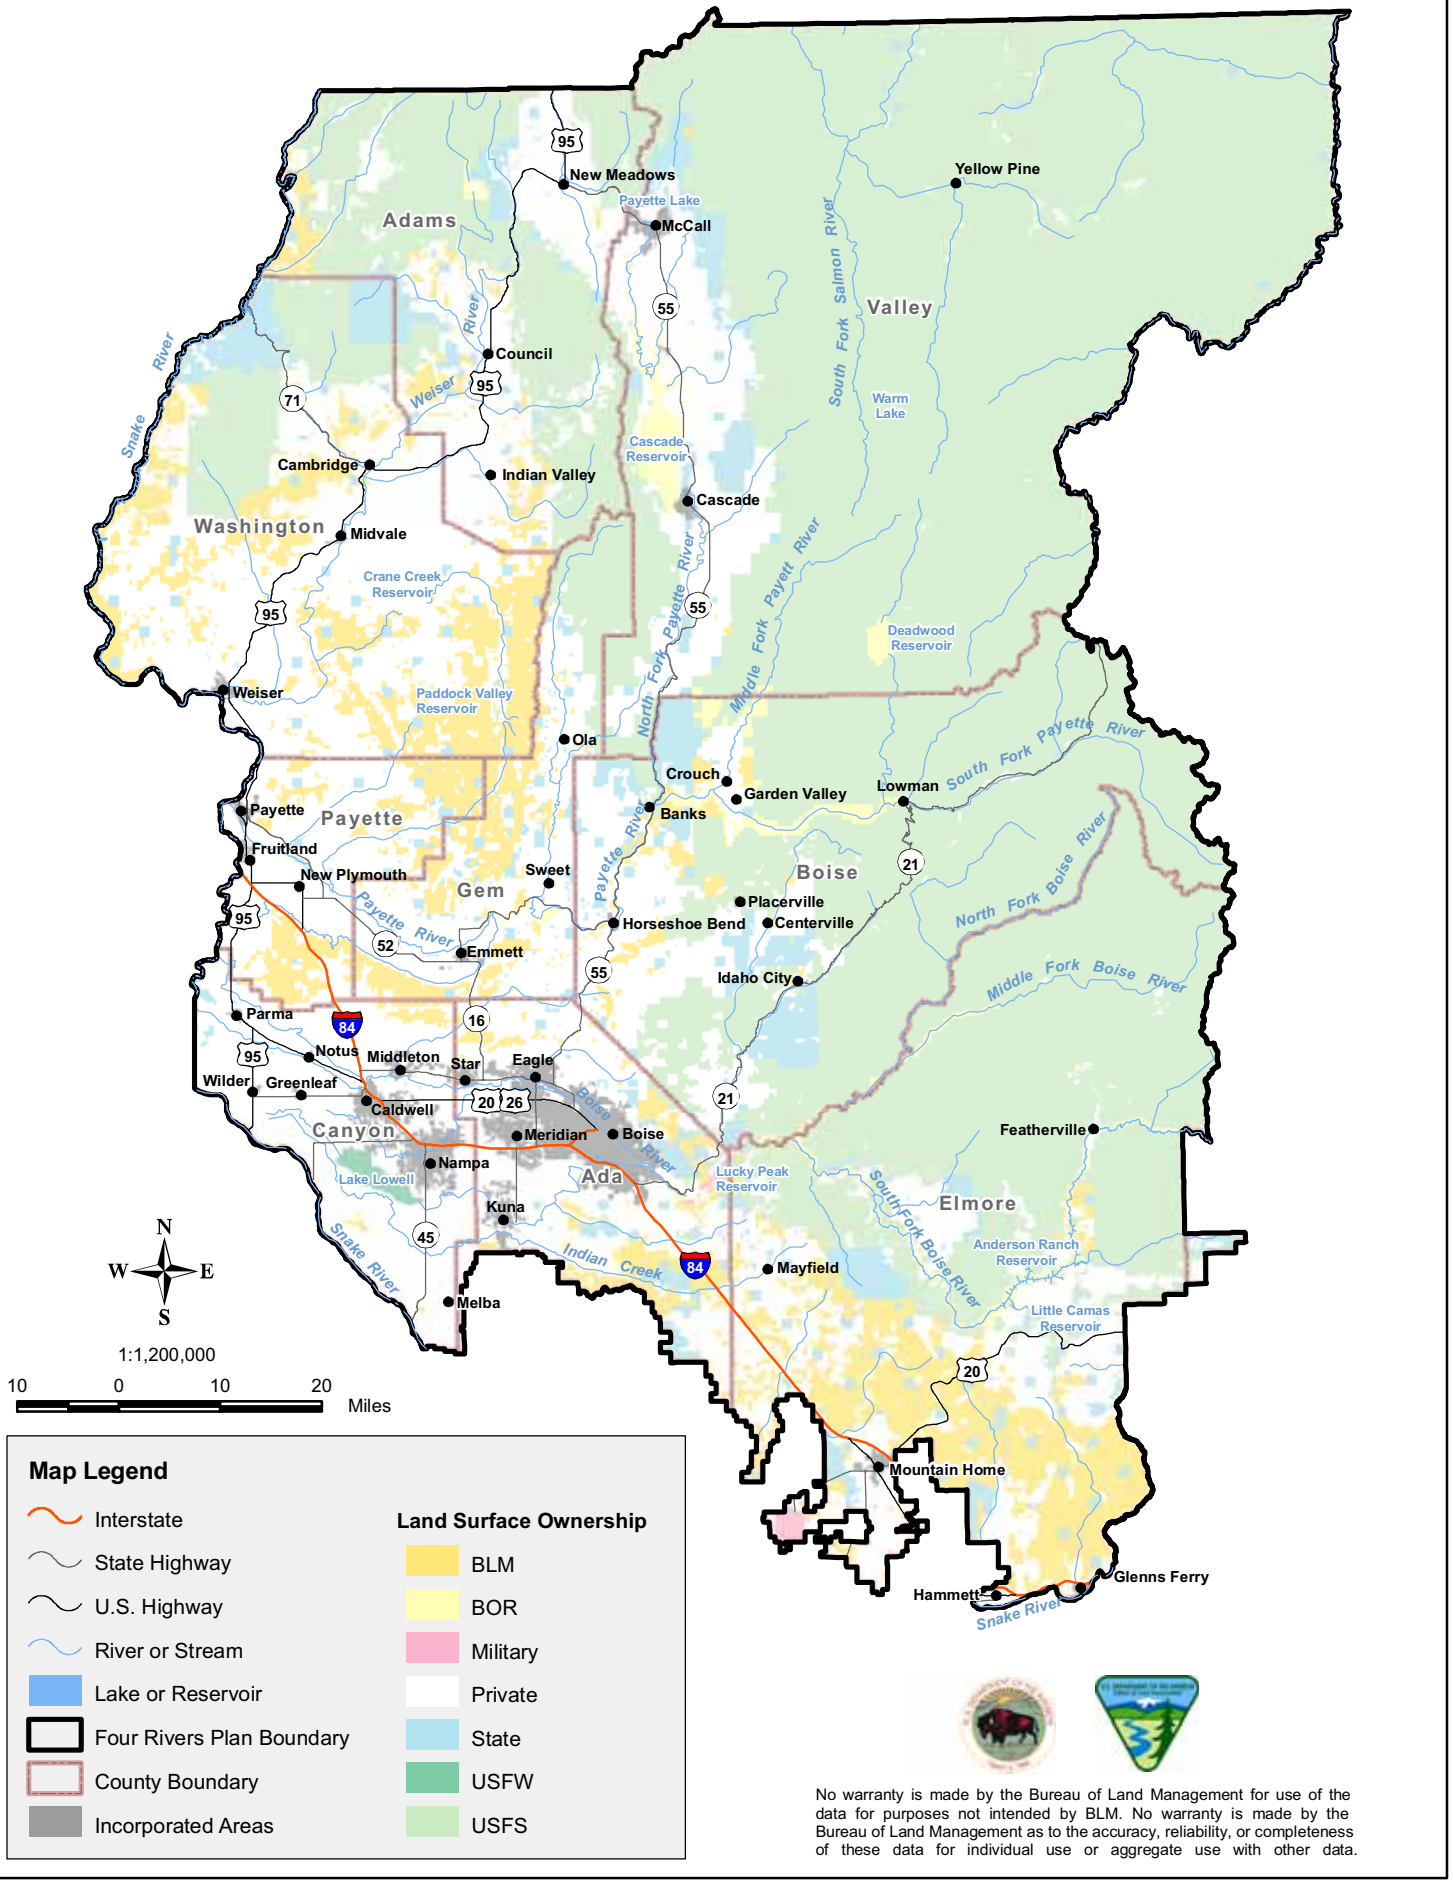 95
New Meadows
Yellow Pine
Payette Lake
McCall
Adams
South Fork Salmon River
Valley
55
River
Snake River
Council
95
Weiser
71
Warm
Lake
Cascade
Reservoir
Cambridge
Indian Valley
Cascade
Washington
Midvale
Crane Creek
Reservoir
North Fork Payette River
Middle Fork Payett River
95
55
Deadwood
Reservoir
Weiser
Paddock Valley
Reservoir
Ola
South Fork Payette River
Crouch
Garden Valley
Lowman
Banks
Payette
Payette
Payette River
Fruitland
21
Boise
New Plymouth
Sweet
Gem
North Fork Boise River
Placerville
95
Payette River
Horseshoe Bend
Centerville
52
Emmett
55
Idaho City
Middle Fork Boise River
Parma
84
16
95
Notus
Middleton
Star
Eagle
Wilder
Greenleaf
20
26
Boise River
21
Caldwell
Canyon
Meridian
Boise
Featherville
Nampa
Lake Lowell
Ada
Lucky Peak
Reservoir
South Fork Boise River
Elmore
Kuna
45
Snake River
Indian Creek
84
Mayfield
Anderson Ranch
Reservoir
Melba
Little Camas
Reservoir
N
W
E
S
1:1,200,000
10 0 10 20
Miles
20
Mountain Home
Hammett
Glenns Ferry
Snake River
Map Legend
Interstate
State Highway
U.S. Highway
River or Stream
Lake or Reservoir
Four Rivers Plan Boundary
County Boundary
Incorporated Areas
Land Surface Ownership
BLM
BOR
Military
Private
State
USFW
USFS
No warranty is made by the Bureau of Land Management for use of the
data for purposes not intended by BLM. No warranty is made by the
Bureau of Land Management as to the accuracy, reliability, or completeness
of these data for individual use or aggregate use with other data.